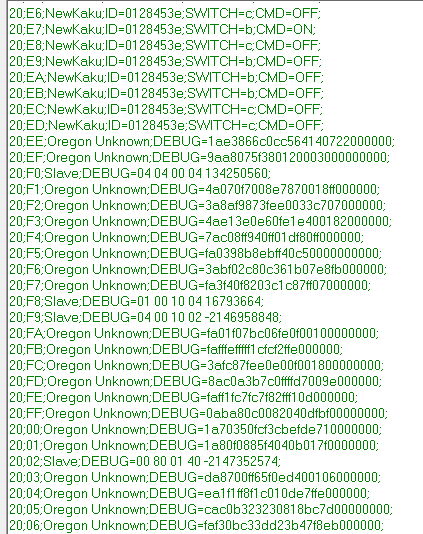 20;E6;NewKaku;ID=0128453e;SWITCH=c;CMD=OFF;
20;E7;NewKaku;ID=0128453e;SWITCH=b;CMD=ON;
20;E8;NewKaku;ID=0128453e;SWITCH=c;CMD=OFF;
20;E9;NewKaku;ID=0128453e;SWITCH=b;CMD=OFF;
20;EA;NewKaku;ID=0128453e;SWITCH=b;CMD=OFF;
20;EB;NewKaku;ID=0128453e;SWITCH=b;CMD=OFF;
20;EC;NewKaku;ID=0128453e;SWITCH=c;CMD=OFF;
20;ED;NewKaku;ID=0128453e;SWITCH=c;CMD=OFF;
20;EE;Oregon Unknown;DEBUG=1ae3866c0cc564140722000000;
20;EF;Oregon Unknown;DEBUG=9aa8075f380120003000000000;
20;F0;Slave;DEBUG=04 04 00 04 134250560;
20;F1;Oregon Unknown;DEBUG=4a070f7008e7870018ff000000;
20;F2;Oregon Unknown;DEBUG=3a8af9873fee0033c707000000;
20;F3;Oregon Unknown;DEBUG=4ae13e0e60fe1e400182000000;
20;F4;Oregon Unknown;DEBUG=7ac08ff940ff01df80ff000000;
20;F5;Oregon Unknown;DEBUG=fa0398b8ebff40c50000000000;
20;F6;Oregon Unknown;DEBUG=3abf02c80c361b07e8fb000000;
20;F7;Oregon Unknown;DEBUG=fa3f40f8203c1c87ff07000000;
20;F8;Slave;DEBUG=01 00 10 04 16793664;
20;F9;Slave;DEBUG=04 00 10 02 -2146958848;
20;FA;Oregon Unknown;DEBUG=fa01f07bc06fe0f00100000000;
20;FB;Oregon Unknown;DEBUG=fafffefffff1cfcf2ffe000000;
20;FC;Oregon Unknown;DEBUG=3afc87fee0e00f001800000000;
20;FD;Oregon Unknown;DEBUG=8ac0a3b7c0ffffd7009e000000;
20;FE;Oregon Unknown;DEBUG=faff1fc7fc7f82fff10d000000;
20;FF;Oregon Unknown;DEBUG=0aba80c0082040dfbf00000000;
20;00;Oregon Unknown;DEBUG=1a70350fcf3cbefde710000000;
20;01;Oregon Unknown;DEBUG=1a80f0885f4040b017f0000000;
20;02;Slave;DEBUG=00 80 01 40 -2147352574;
20;03;Oregon Unknown;DEBUG=da8700ff65f0ed400106000000;
20;04;Oregon Unknown;DEBUG=ea1f1ff8f1c010de7ffe000000;
20;05;Oregon Unknown;DEBUG=cac0b323230818bc7d00000000;
20;06;Oregon Unknown;DEBUG=faf30bc33dd23b47f8eb000000;